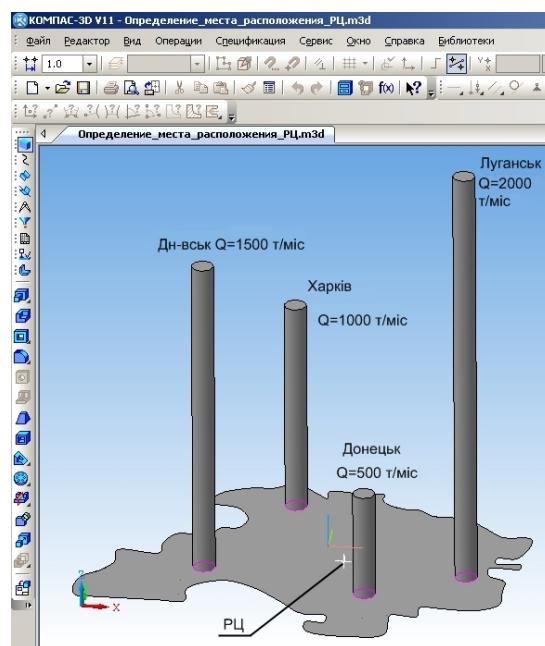 КОМПАС-3D V11 - Определение_места_расположения_РЦ.m3d
Файл Редактор Вид Операции Спецификация Сервис Окно Справка Библиотеки
1.0
f(x)
Определение_места_расположения_РЦ.m3d
Луганськ
Q=2000
т/міс
Дн-вськ Q=1500 т/міс
Харків
Q=1000 т/міс
Донецьк
Q=500 т/міс
Z
X
РЦ